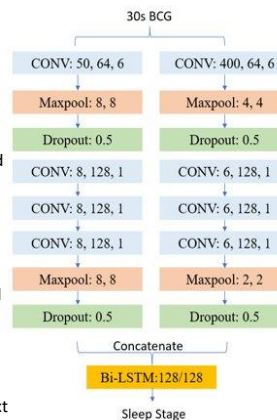 30s BCG
CONV: 50, 64, 6
CONV: 400, 64, 6
Maxpool: 8, 8
Maxpool: 4, 4
Dropout: 0.5
Dropout: 0.5
CONV: 8, 128, 1
CONV: 6, 128, 1
CONV: 8, 128, 1
CONV: 6, 128, 1
CONV: 8, 128, 1
CONV: 6, 128, 1
Maxpool: 8, 8
Maxpool: 2, 2
Dropout: 0.5
Dropout: 0.5
Concatenate
Bi-LSTM:128/128
Sleep Stage